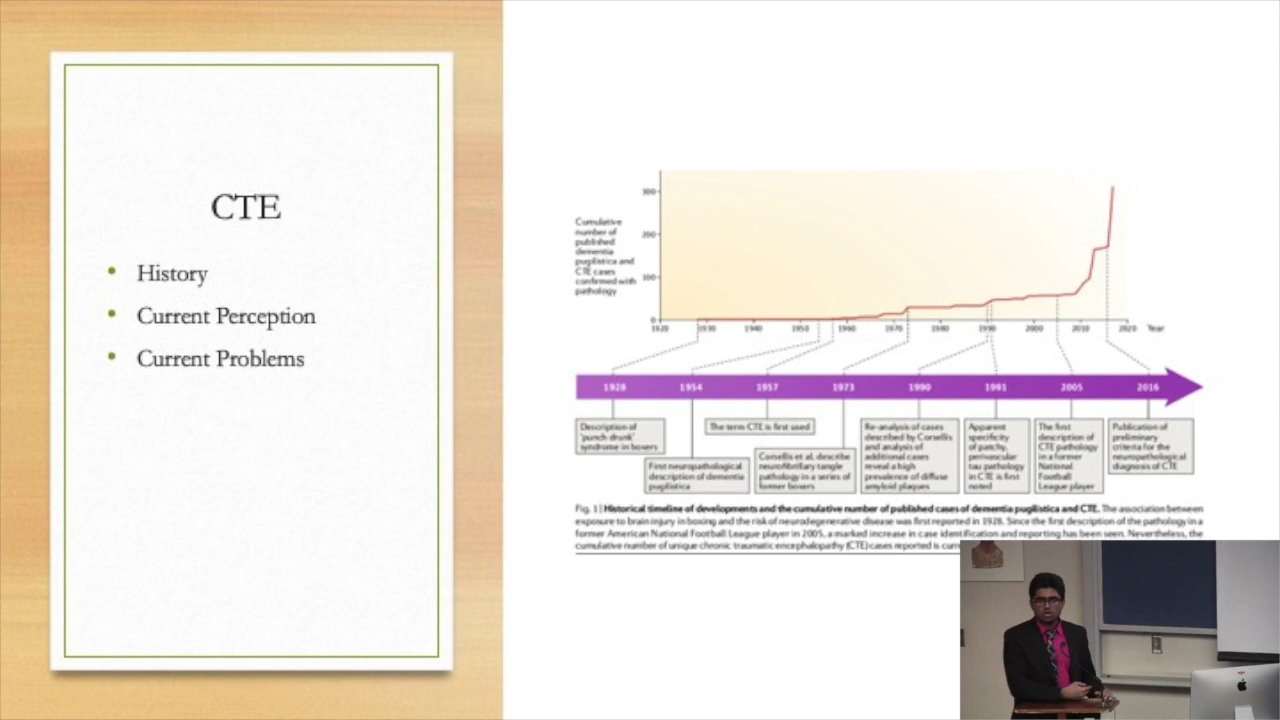 CTE
• History
• Current Perception
• Current Problems
Cumulative
number of
published
dementia
pugilistica and
CTE cases
confirmed with
pathology
300
200
100
0
1920 1930 1940 1950 1960 1970 1980 1990 2000 2010 2020 Year
1928 1954 1957 1973 1990 1991 2005 2016
Description of
'punch drunk'
syndrome in boxers
First neuropathological
description of dementia
pugilistica
The term CTE is first used
Corsellis et al. describe
neurofibrillary tangle
pathology in a series of
former boxers
Re-analysis of cases
described by Corsellis
and analysis of
additional cases
reveal a high
prevalence of diffuse
amyloid plaques
Apparent
specificity
of patchy,
perivascular
tau pathology
in CTE is first
noted
The first
description of
CTE pathology
in a former
National
Football
League player
Publication of
preliminary
criteria for the
neuropathological
diagnosis of CTE
Fig. 1 | Historical timeline of developments and the cumulative number of published cases of dementia pugilistica and CTE. The association between
exposure to brain injury in boxing and the risk of neurodegenerative disease was first reported in 1928. Since the first description of the pathology in a
former American National Football League player in 2005, a marked increase in case identification and reporting has been seen. Nevertheless, the
cumulative number of unique chronic traumatic encephalopathy (CTE) cases reported is